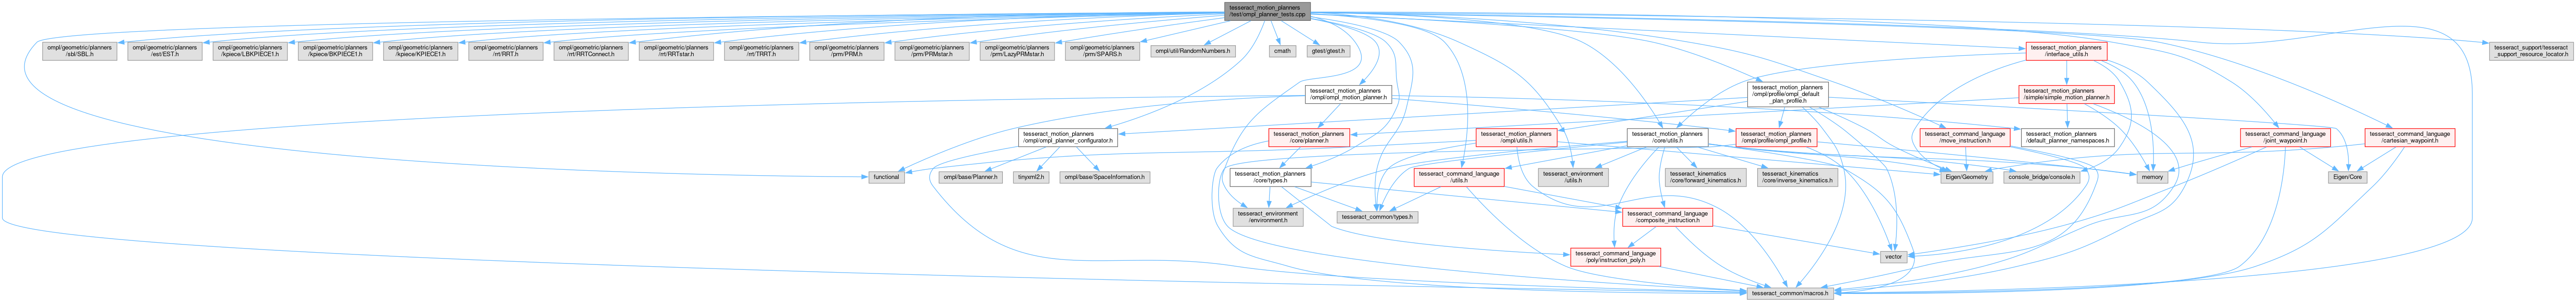 tesseract_motion_planners
/test/ompl_planner_tests.cpp
ompl/geometric/planners
/sbl/SBL.h
ompl/geometric/planners
/est/EST.h
ompl/geometric/planners
/kpiece/LBKPIECE1.h
ompl/geometric/planners
/kpiece/BKPIECE1.h
ompl/geometric/planners
/kpiece/KPIECE1.h
ompl/geometric/planners
/rrt/RRT.h
ompl/geometric/planners
/rrt/RRTConnect.h
ompl/geometric/planners
/rrt/RRTstar.h
ompl/geometric/planners
/rrt/TRRT.h
ompl/geometric/planners
/prm/PRM.h
ompl/geometric/planners
/prm/PRMstar.h
ompl/geometric/planners
/prm/LazyPRMstar.h
ompl/geometric/planners
/prm/SPARS.h
ompl/util/RandomNumbers.h
cmath
gtest/gtest.h
tesseract_motion_planners
/interface_utils.h
tesseract_support/tesseract
_support_resource_locator.h
tesseract_motion_planners
/ompl/ompl_motion_planner.h
tesseract_motion_planners
/ompl/profile/ompl_default
_plan_profile.h
tesseract_motion_planners
/simple/simple_motion_planner.h
tesseract_motion_planners
/ompl/ompl_planner_configurator.h
tesseract_motion_planners
/core/planner.h
tesseract_motion_planners
/ompl/utils.h
tesseract_motion_planners
/core/utils.h
tesseract_motion_planners
/ompl/profile/ompl_profile.h
tesseract_command_language
/move_instruction.h
tesseract_motion_planners
/default_planner_namespaces.h
tesseract_command_language
/joint_waypoint.h
tesseract_command_language
/cartesian_waypoint.h
functional
ompl/base/Planner.h
tinyxml2.h
ompl/base/SpaceInformation.h
tesseract_motion_planners
/core/types.h
tesseract_command_language
/utils.h
tesseract_environment
/utils.h
tesseract_kinematics
/core/forward_kinematics.h
tesseract_kinematics
/core/inverse_kinematics.h
Eigen/Geometry
console_bridge/console.h
memory
Eigen/Core
tesseract_environment
/environment.h
tesseract_common/types.h
tesseract_command_language
/composite_instruction.h
tesseract_command_language
/poly/instruction_poly.h
vector
tesseract_common/macros.h